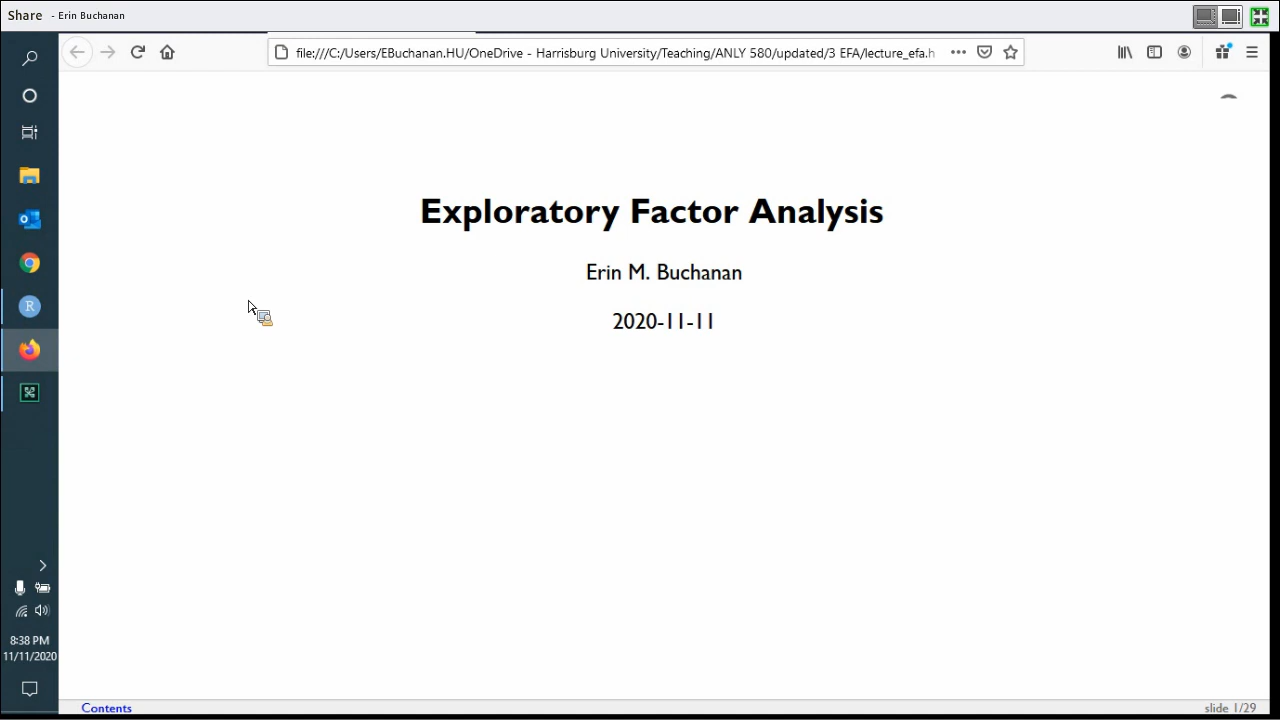 Share - Erin Buchanan
file:///C:/Users/EBuchanan.HU/OneDrive - Harrisburg University/Teaching/ANLY 580/updated/3 EFA/lecture_efa.h
Exploratory Factor Analysis
Erin M. Buchanan
2020-11-11
R
8:38 PM
11/11/2020
Contents
slide 1/29